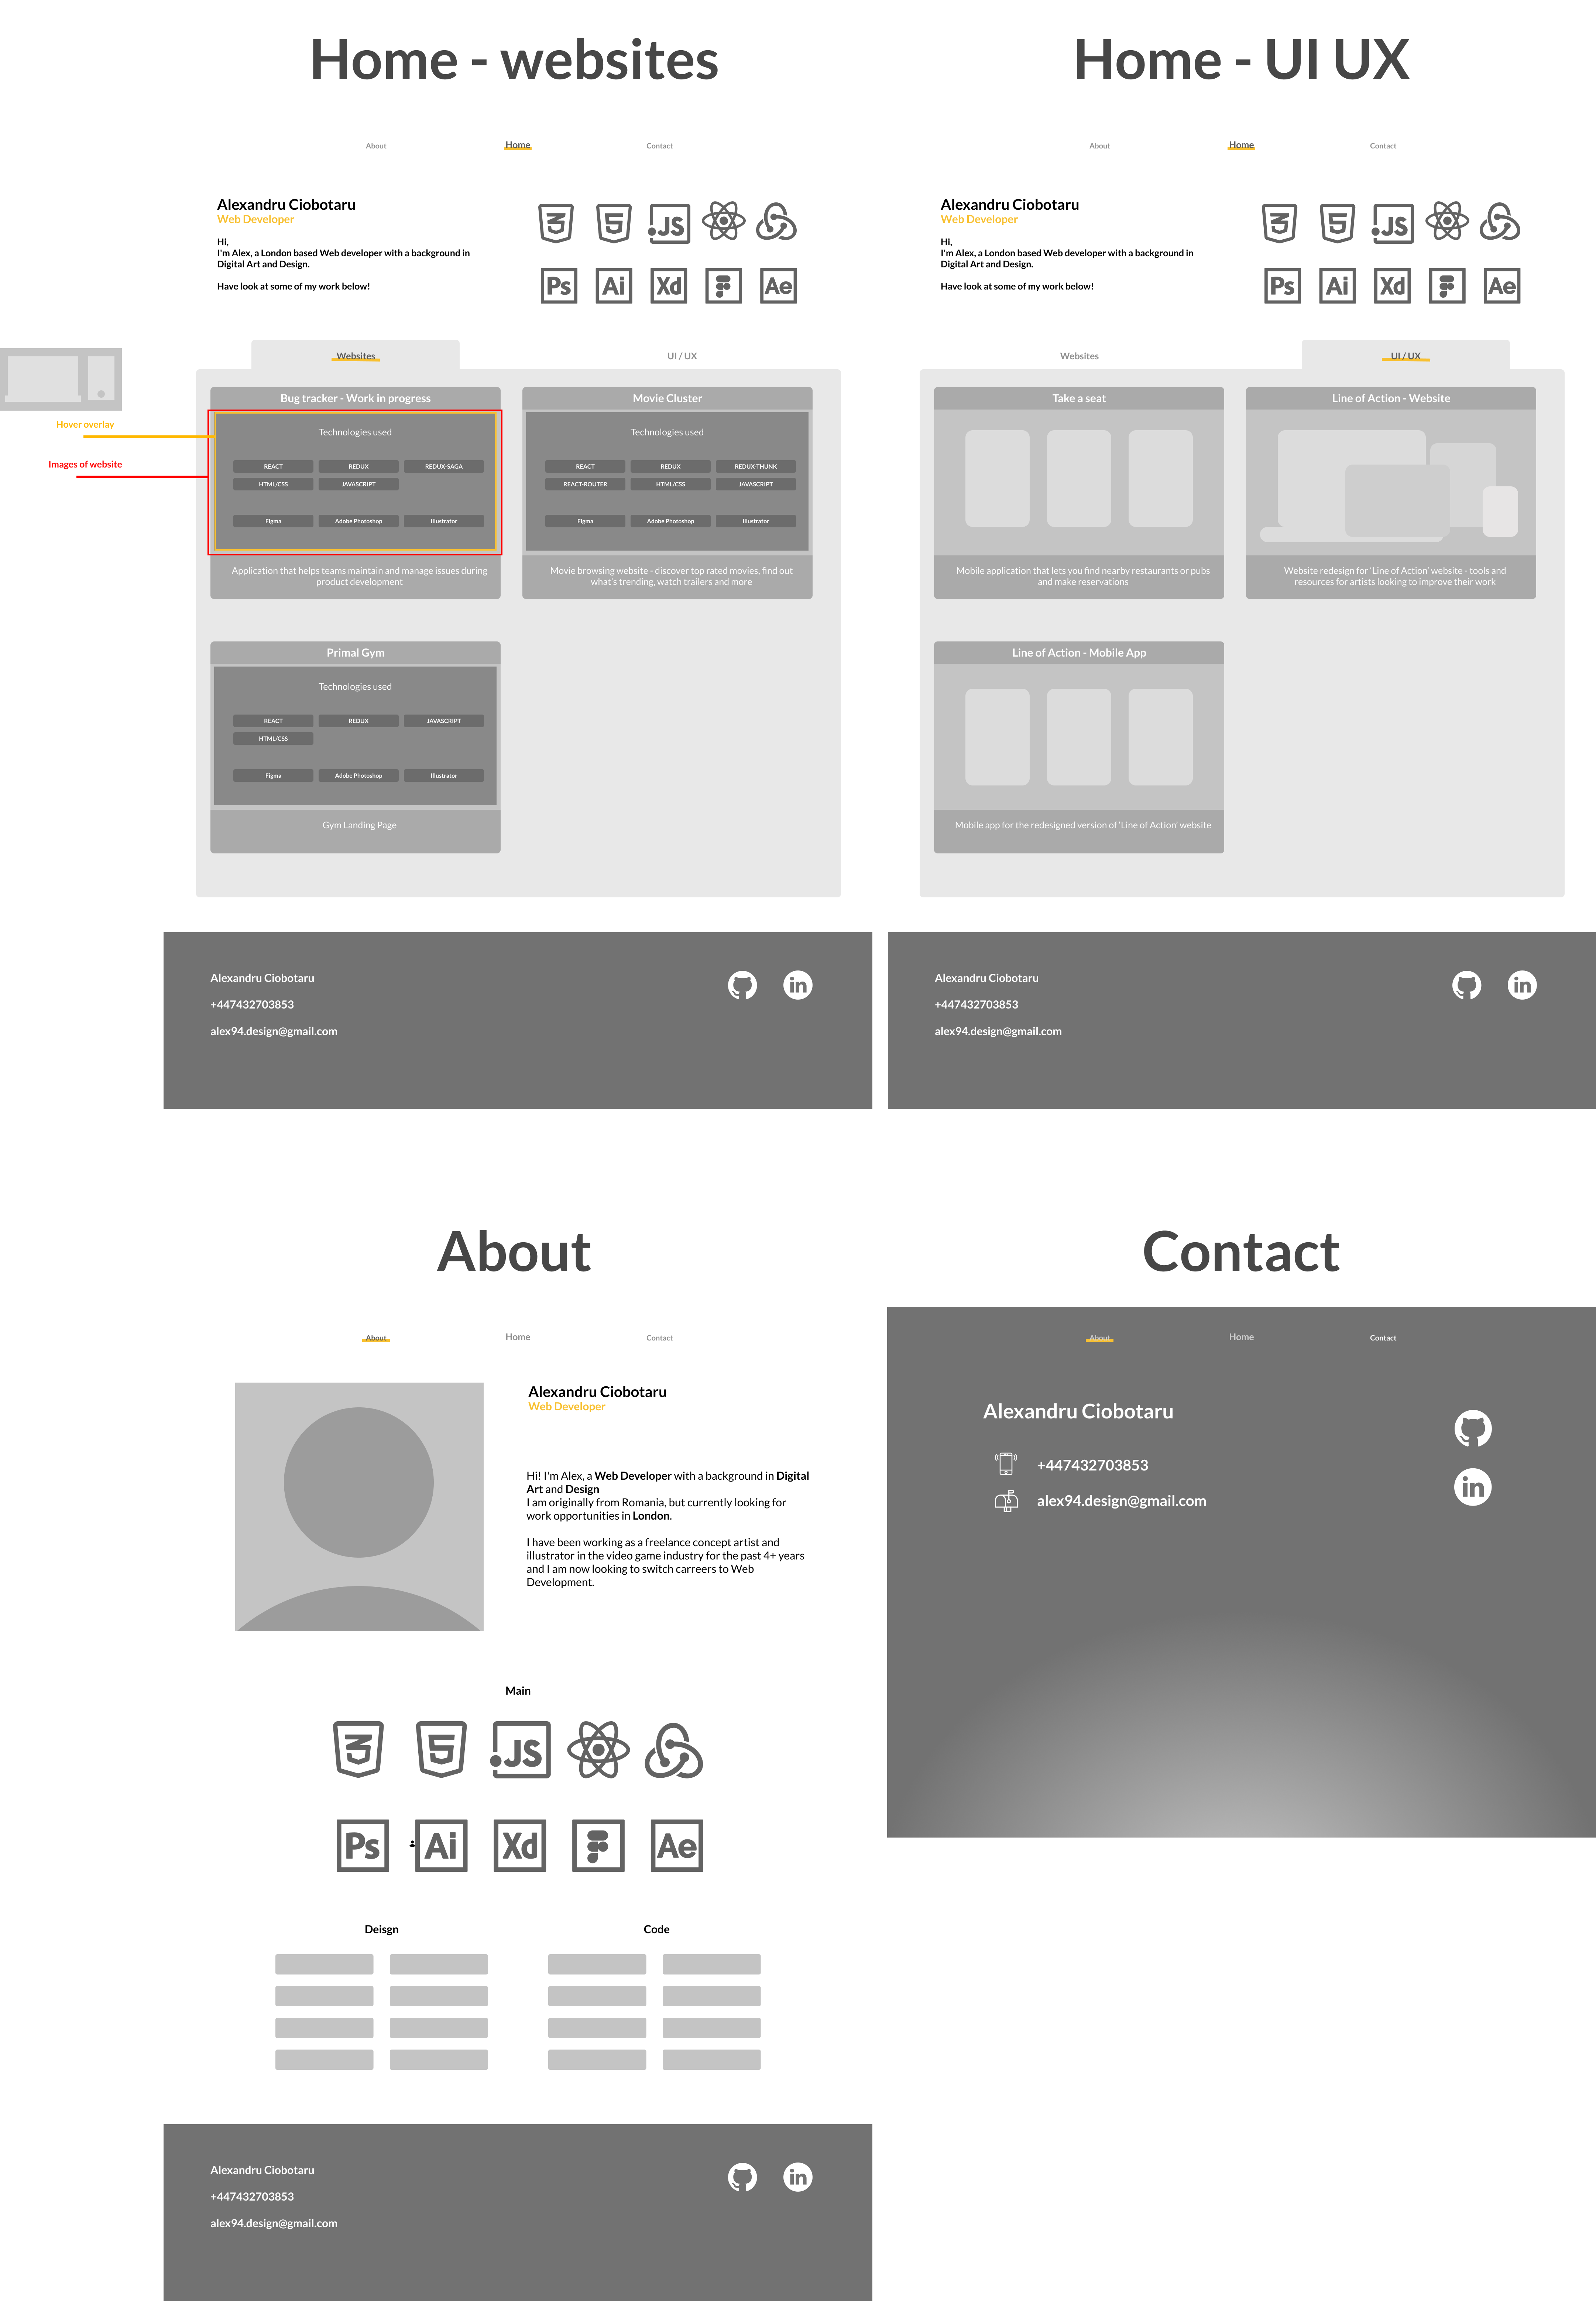 Home - websites
About
Home
Contact
Alexandru Ciobotaru
Web Developer
Hi,
I'm Alex, a London based Web developer with a background in
Digital Art and Design.
Have look at some of my work below!
3
5
.JS
Ps
Ai
Xd
Ae
Hover overlay
Images of website
Websites
UI / UX
Bug tracker - Work in progress
Technologies used
REACT
REDUX
REDUX-SAGA
HTML/CSS
JAVASCRIPT
Figma
Adobe Photoshop
Illustrator
Application that helps teams maintain and manage issues during
product development
Movie Cluster
Technologies used
REACT
REDUX
REDUX-THUNK
REACT-ROUTER
HTML/CSS
JAVASCRIPT
Figma
Adobe Photoshop
Illustrator
Movie browsing website - discover top rated movies, find out
what's trending, watch trailers and more
Primal Gym
Technologies used
REACT
REDUX
JAVASCRIPT
HTML/CSS
Figma
Adobe Photoshop
Illustrator
Gym Landing Page
Alexandru Ciobotaru
+447432703853
alex94.design@gmail.com
in
Home - UI UX
About
Home
Contact
Alexandru Ciobotaru
Web Developer
Hi,
I'm Alex, a London based Web developer with a background in
Digital Art and Design.
Have look at some of my work below!
3
5
.JS
Ps
Ai
Xd
Ae
Websites
UI / UX
Take a seat
Mobile application that lets you find nearby restaurants or pubs
and make reservations
Line of Action - Website
Website redesign for 'Line of Action' website - tools and
resources for artists looking to improve their work
Line of Action - Mobile App
Mobile app for the redesigned version of 'Line of Action' website
Alexandru Ciobotaru
+447432703853
alex94.design@gmail.com
in
About
About
Home
Contact
Alexandru Ciobotaru
Web Developer
Hi! I'm Alex, a Web Developer with a background in Digital
Art and Design
I am originally from Romania, but currently looking for
work opportunities in London.
I have been working as a freelance concept artist and
illustrator in the video game industry for the past 4+ years
and I am now looking to switch carreers to Web
Development.
Main
3
5
.JS
Ps
Ai
Xd
Ae
Deisgn
Code
Alexandru Ciobotaru
+447432703853
alex94.design@gmail.com
in
Contact
About
Home
Contact
Alexandru Ciobotaru
+447432703853
alex94.design@gmail.com
in